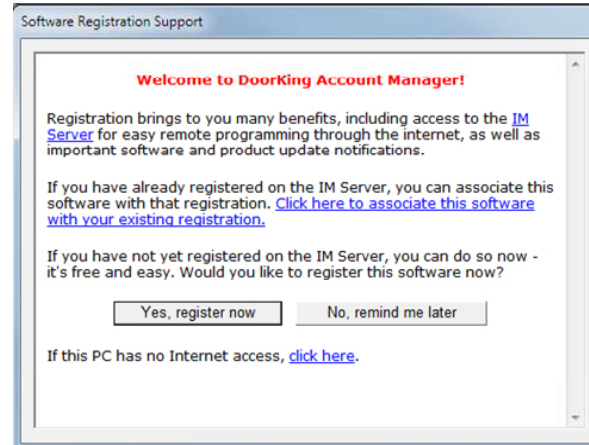 Software Registration Support
Welcome to DoorKing Account Manager!
Registration brings to you many benefits, including access to the IM
Server for easy remote programming through the internet, as well as
important software and product update notifications.
If you have already registered on the IM Server, you can associate this
software with that registration. Click here to associate this software
with your existing registration.
If you have not yet registered on the IM Server, you can do so now -
it's free and easy. Would you like to register this software now?
Yes, register now
No, remind me later
If this PC has no Internet access, click here.